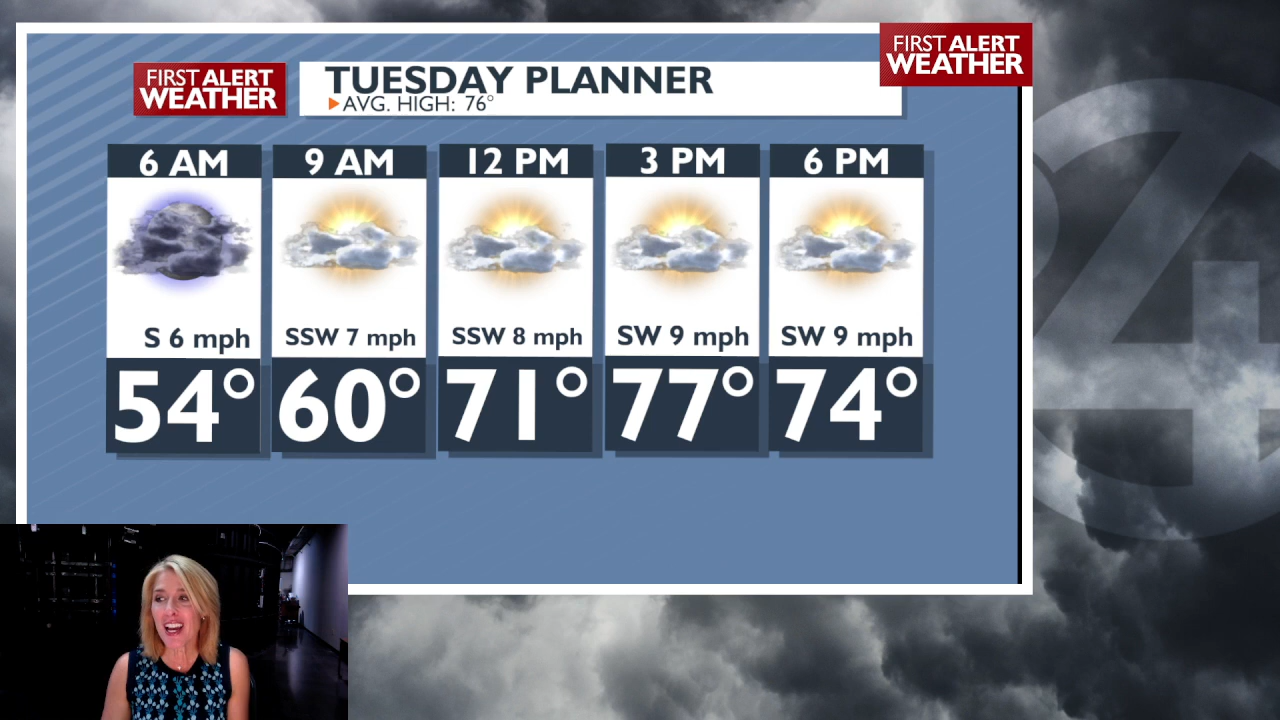 FIRST ALERT
WEATHER
FIRST ALERT
WEATHER
TUESDAY PLANNER
AVG. HIGH: 76°
6 AM
9 AM
12 PM
3 PM
6 PM
S 6 mph
SSW 7 mph
SSW 8 mph
SW 9 mph
SW 9 mph
54°
60°
71°
77°
74°
4